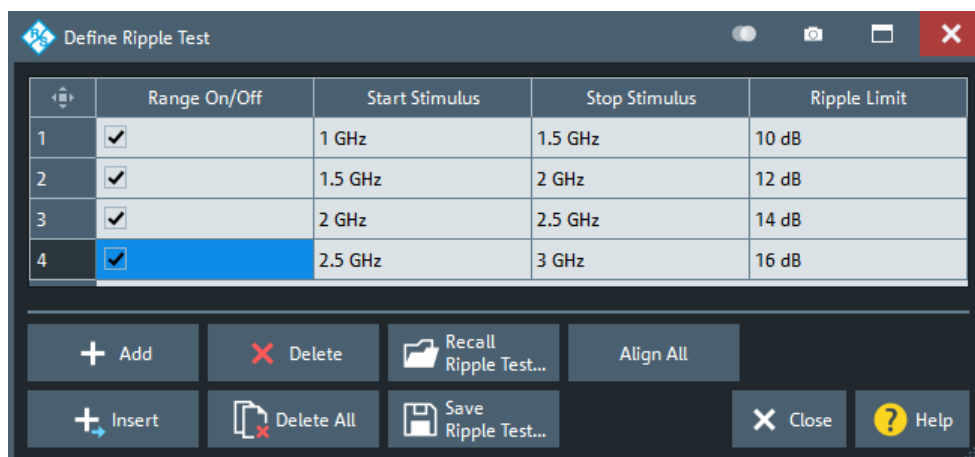 Define Ripple Test
Range On/Off Start Stimulus Stop Stimulus Ripple Limit
1 1 GHz 1.5 GHz 10 dB
2 1.5 GHz 2 GHz 12 dB
3 2 GHz 2.5 GHz 14 dB
4 2.5 GHz 3 GHz 16 dB
Add Delete Recall Ripple Test... Align All
Insert Delete All Save Ripple Test... Close ? Help